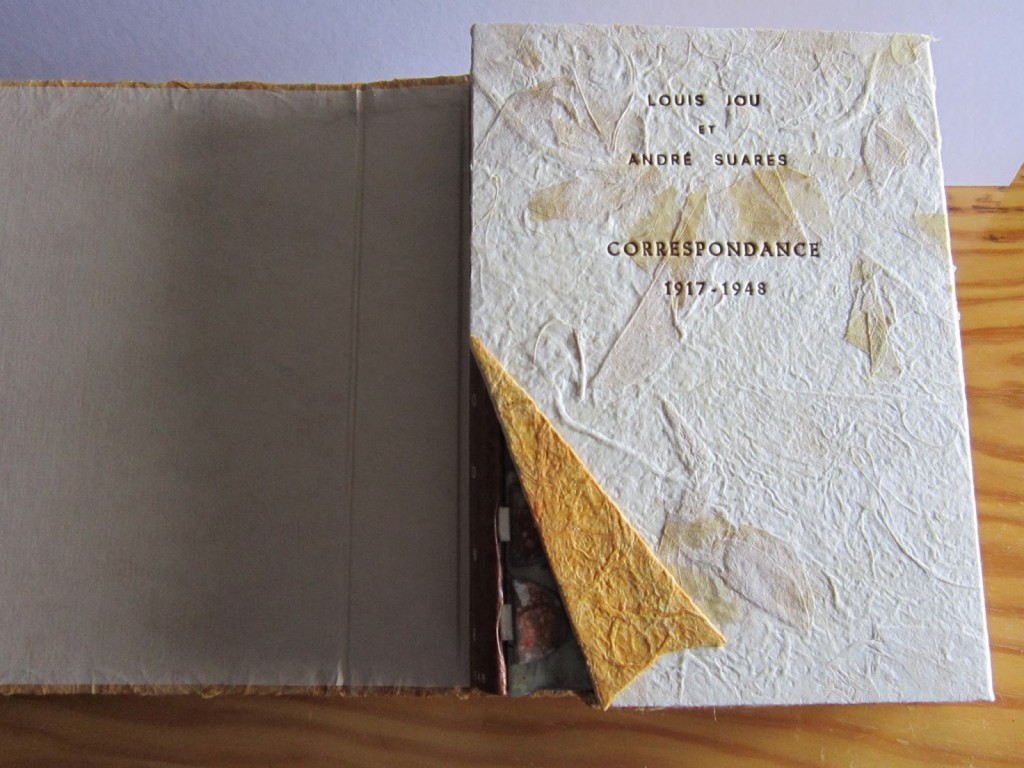 LOUIS JOU
ET
ANDRÉ SUARES
CORRESPONDANCE
1917-1948